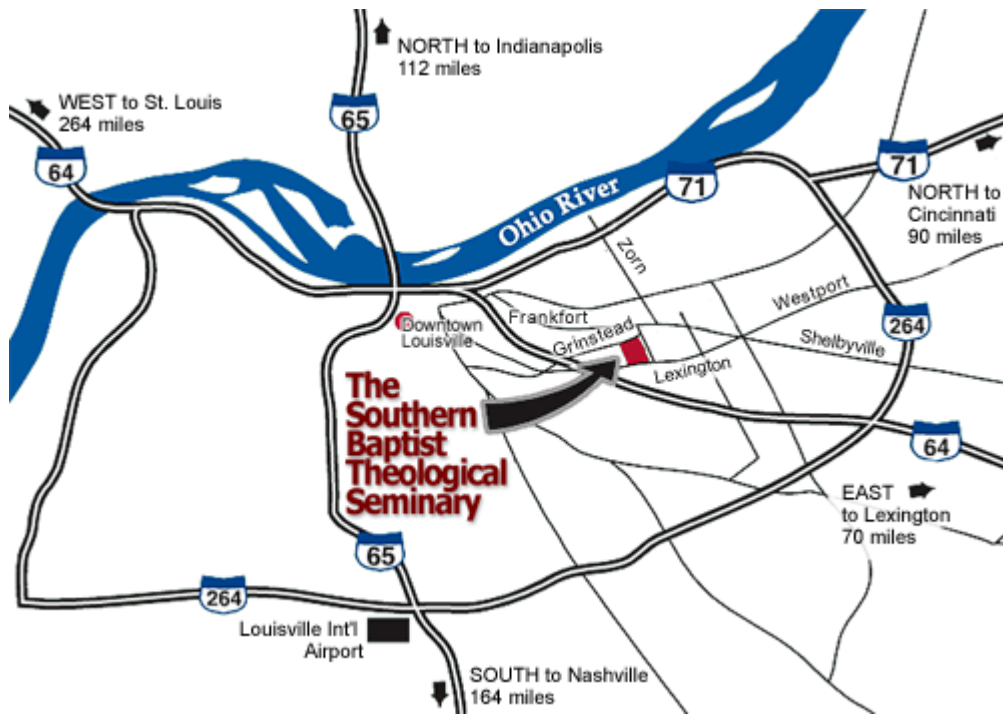 NORTH to Indianapolis
112 miles
WEST to St. Louis
264 miles
65
64
71
71
NORTH to
Cincinnati
90 miles
Ohio River
Zorn
Westport
Frankfort
Grinstead
264
Downtown
Louisville
Shelbyville
Lexington
The
Southern
Baptist
Theological
Seminary
64
EAST
to Lexington
70 miles
65
264
Louisville Int'l
Airport
SOUTH to Nashville
164 miles